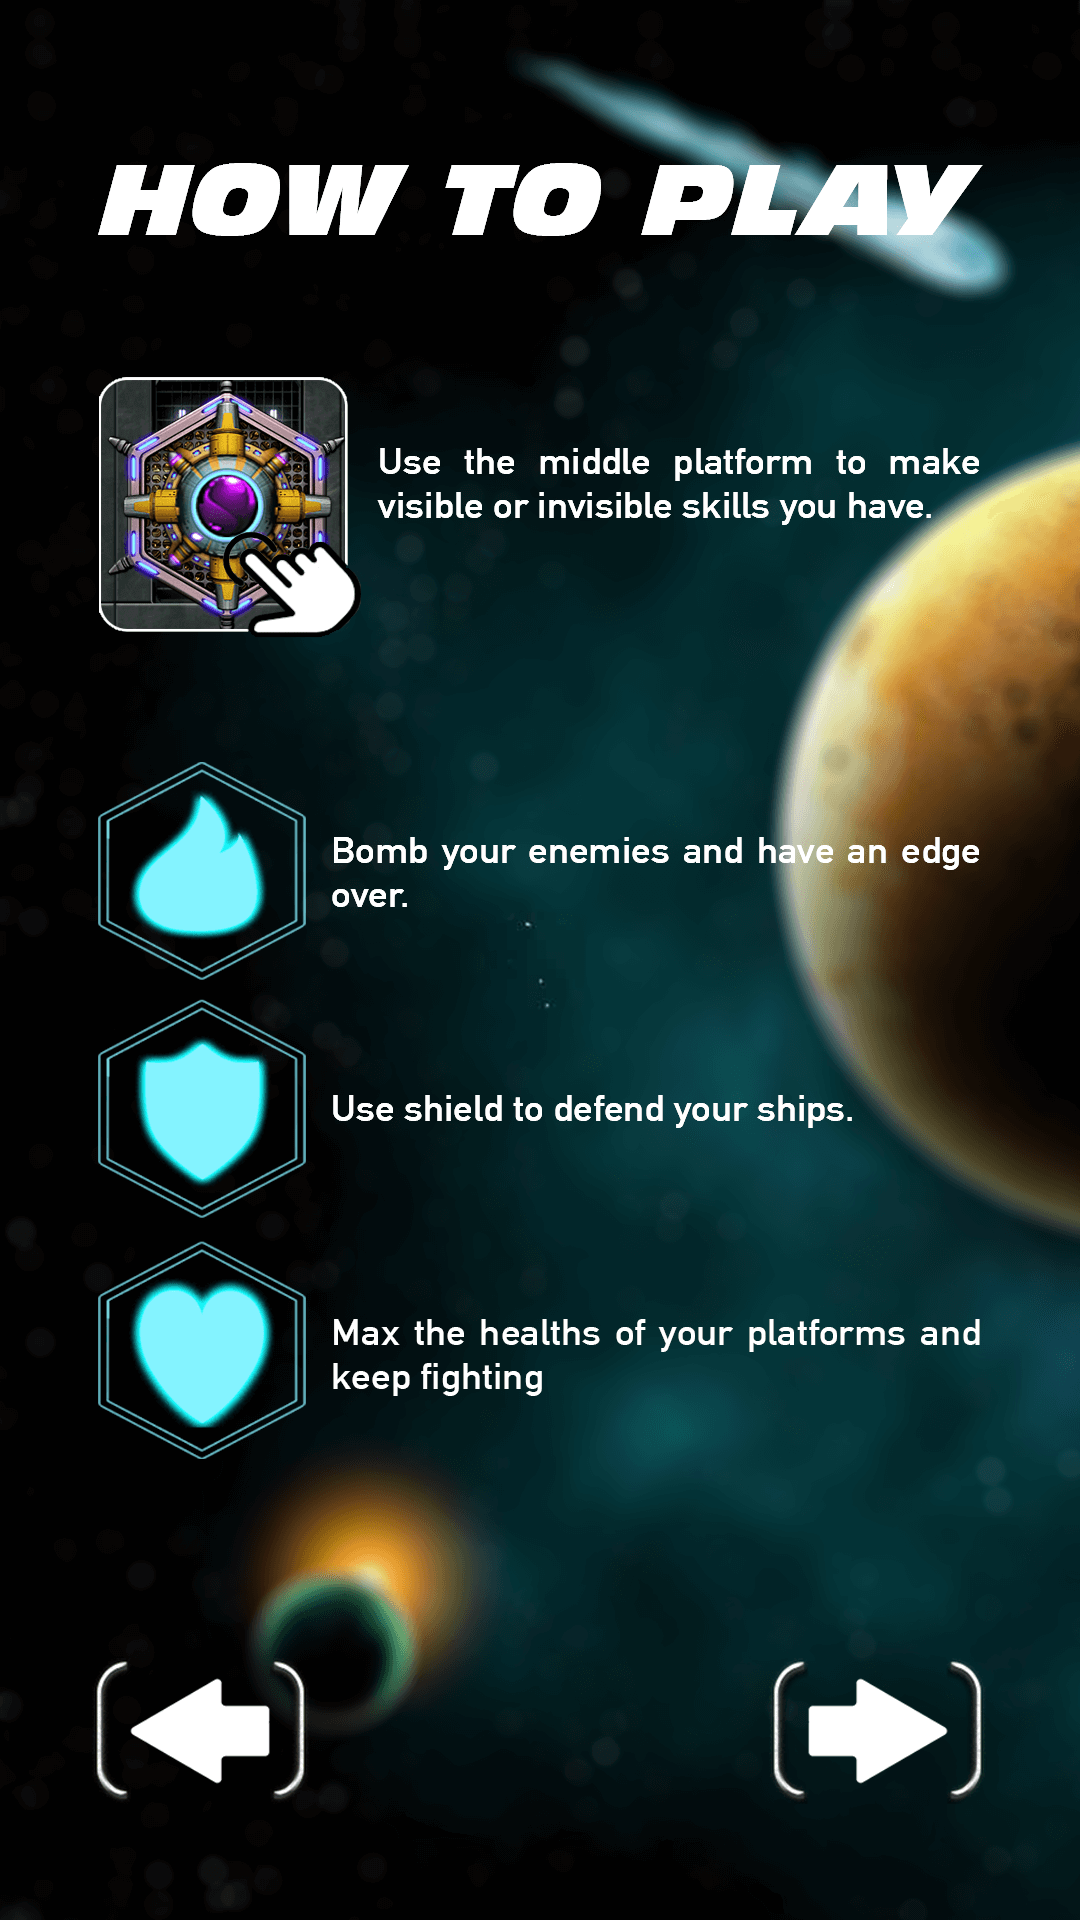 HOW TO PLAY
Use the middle platform to make
visible or invisible skills you have.
Bomb your enemies and have an edge
over.
Use shield to defend your ships.
Max the healths of your platforms and
keep fighting